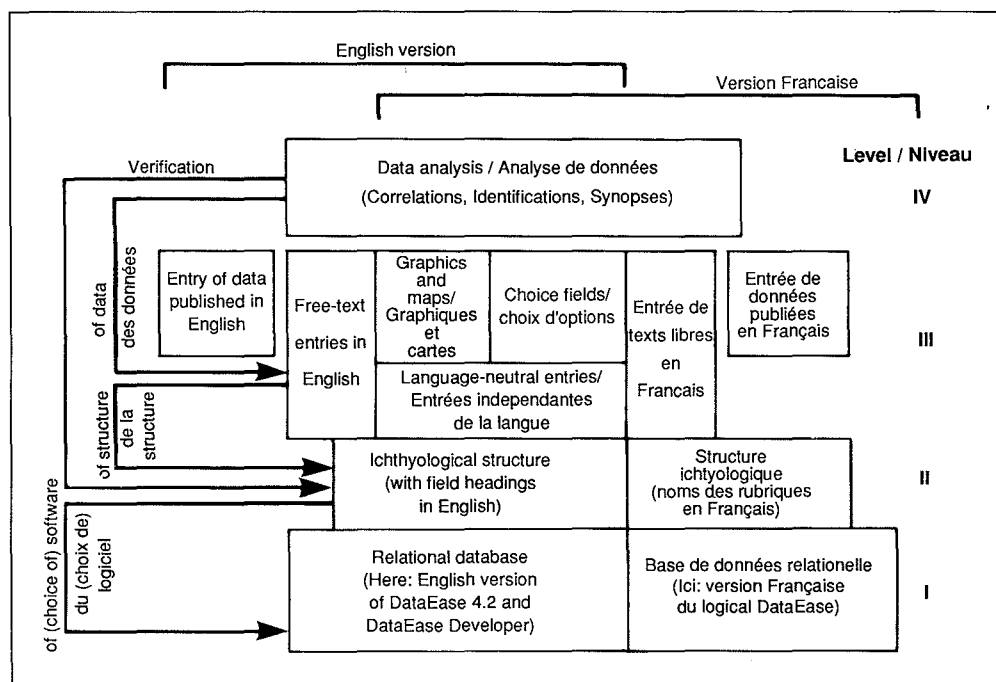 English version
Version Francaise
Verification
Level / Niveau
Data analysis / Analyse de données
(Correlations, Identifications, Synopses)
IV
of data
des données
Entry of data
published in
English
Free-text
entries in
English
Graphics
and
maps/
Graphiques
et
cartes
Choice fields/
choix d'options
Entrée de
texts libres
en
Français
Entrée de
données
publiées
en Français
III
Language-neutral entries/
Entrées independantes
de la langue
of structure
de la
structure
Ichthyological structure
(with field headings
in English)
Structure
ichtyologique
(noms des rubriques
en Français)
II
of (choice of) software
du (choix de)
logiciel
Relational database
(Here: English version
of DataEase 4.2 and
DataEase Developer)
Base de données relationelle
(Ici: version Française
du logical DataEase)
I